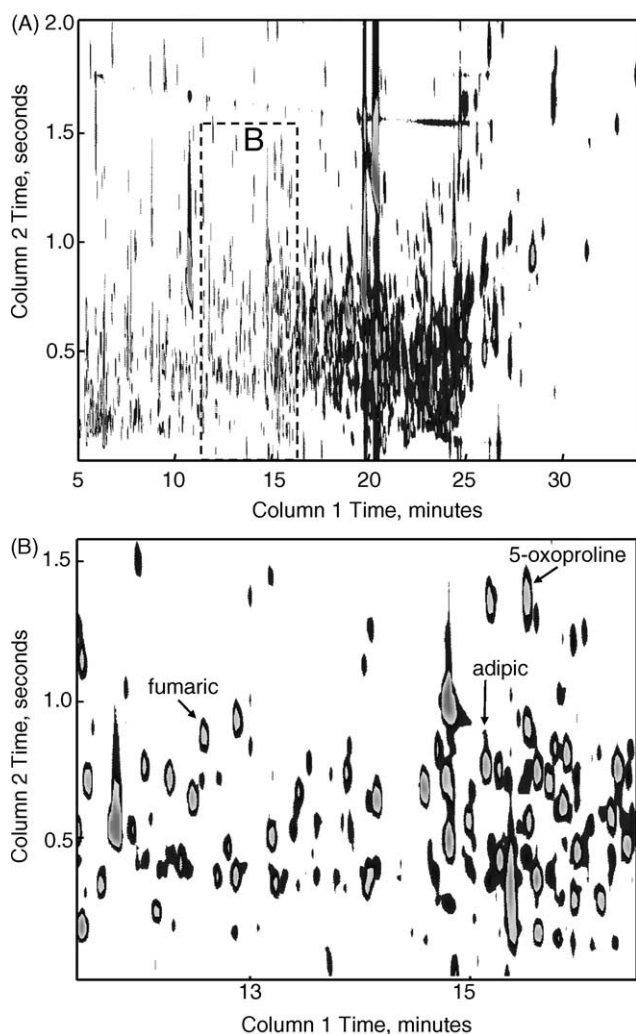 (A)
2.0
1.5
1.0
0.5
B
Column 2 Time, seconds
5 10 15 20 25 30
Column 1 Time, minutes
(B)
1.5
1.0
0.5
Column 2 Time, seconds
5-oxoproline
fumaric
adipic
13 15
Column 1 Time, minutes